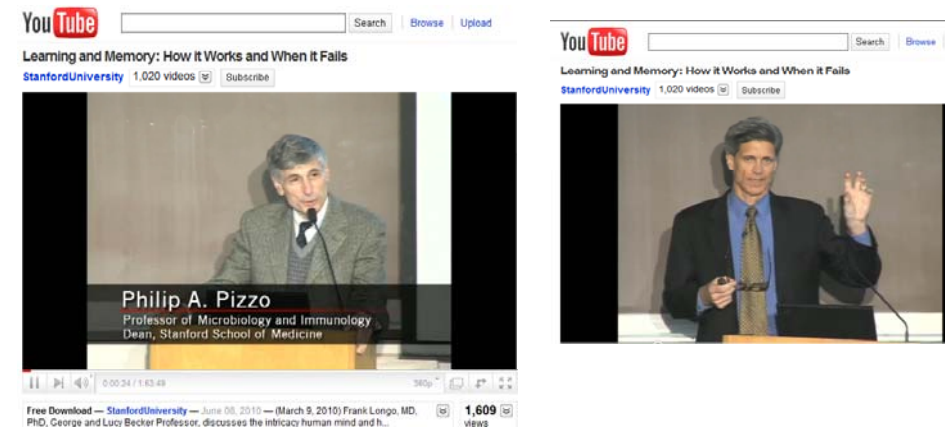 YouTube Search Browse Upload
Learning and Memory: How it Works and When it Fails
StanfordUniversity 1,020 videos Subscribe
Philip A. Pizzo
Professor of Microbiology and Immunology
Dean, Stanford School of Medicine
0:00:24 / 1:63:49
360p
Free Download — StanfordUniversity — June 08, 2010 — (March 9, 2010) Frank Longo, MD,
PhD, George and Lucy Becker Professor, discusses the intricacy human mind and h...
1,609
views
YouTube Search Browse
Learning and Memory: How it Works and When it Fails
StanfordUniversity 1,020 videos Subscribe